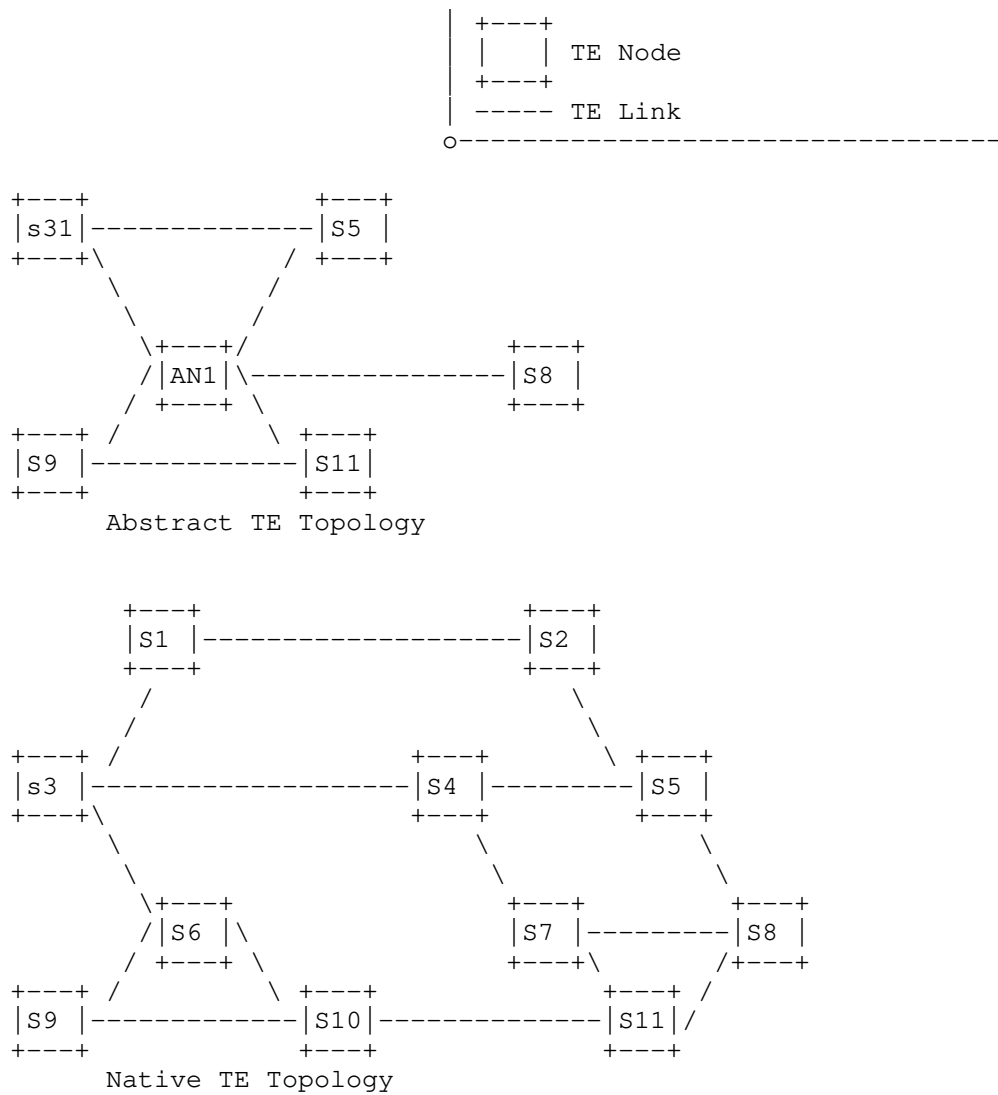 TE Node
TE Link
s31 S5
AN1 S8
S9 S11
Abstract TE Topology
S1 S2
s3 S4 S5
S6 S7 S8
S9 S10 S11
Native TE Topology